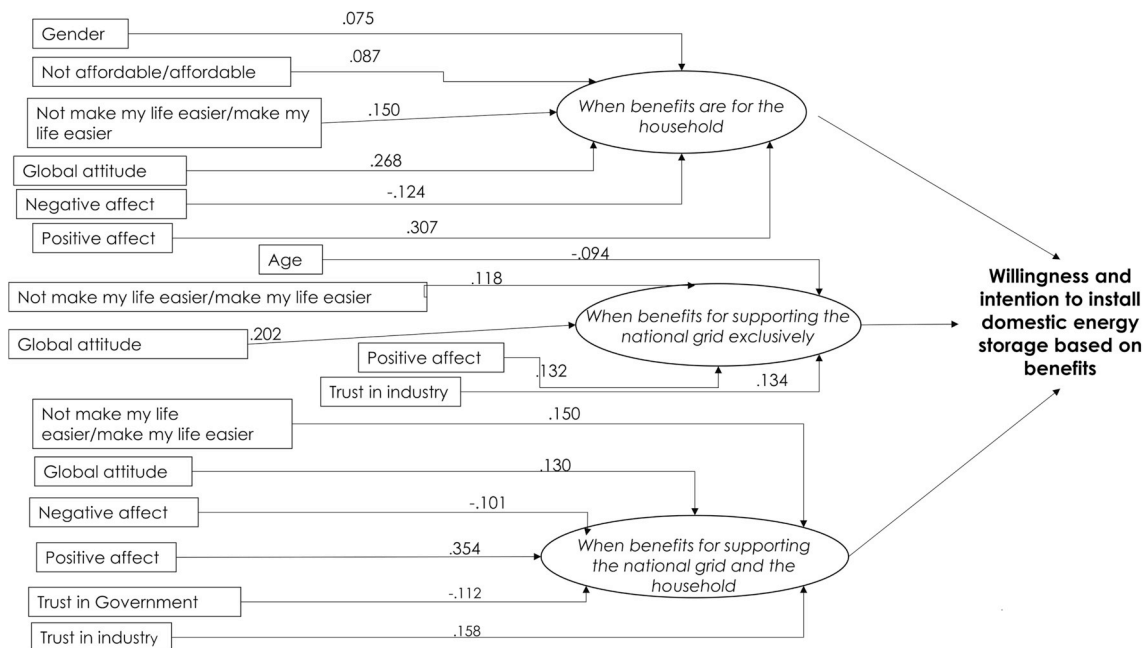 .075
Gender
.087
Not affordable/affordable
When benefits are for the
household
Not make my life easier/make my
life easier
.150
Global attitude
.268
Negative affect
-.124
Positive affect
.307
Age
-.094
Not make my life easier/make my life easier
.118
When benefits for supporting the
national grid exclusively
Global attitude
.202
Positive affect
.132
Trust in industry
.134
Willingness and
intention to install
domestic energy
storage based on
benefits
Not make my life
easier/make my life easier
.150
Global attitude
.130
Negative affect
-.101
Positive affect
.354
When benefits for supporting
the national grid and the
household
Trust in Government
-.112
Trust in industry
.158